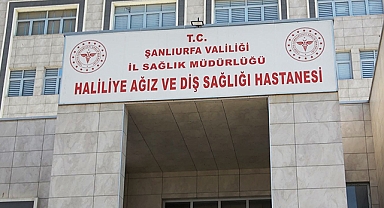 T.C.
ŞANLIURFA VALİLİĞİ
İL SAĞLIK MÜDÜRLÜĞÜ
HALİLİYE AĞIZ VE DİŞ SAĞLIĞI HASTANESİ